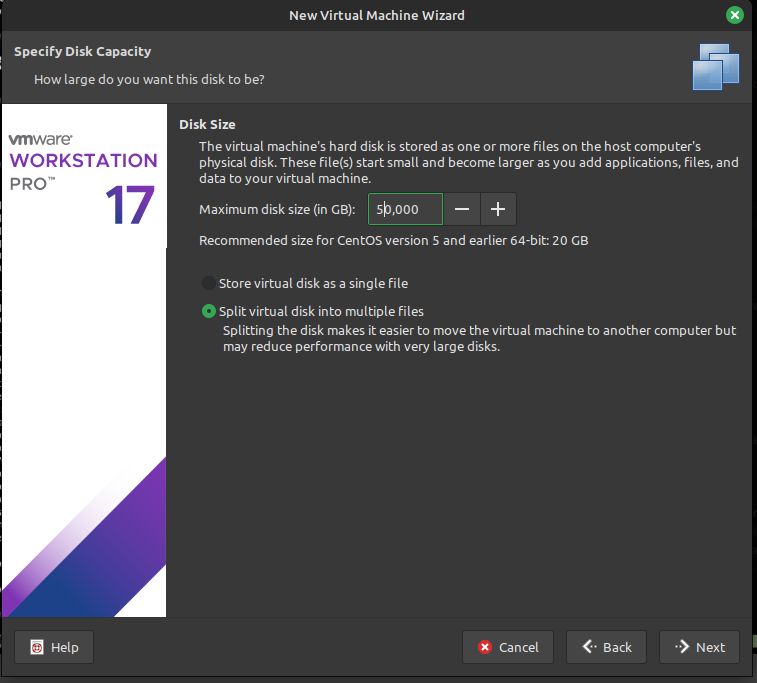 New Virtual Machine Wizard
Specify Disk Capacity
How large do you want this disk to be?
vmware®
WORKSTATION
PRO™
17
Disk Size
The virtual machine's hard disk is stored as one or more files on the host computer's
physical disk. These file(s) start small and become larger as you add applications, files, and
data to your virtual machine.
Maximum disk size (in GB): 50,000
Recommended size for CentOS version 5 and earlier 64-bit: 20 GB
Store virtual disk as a single file
Split virtual disk into multiple files
Splitting the disk makes it easier to move the virtual machine to another computer but
may reduce performance with very large disks.
Help Cancel Back Next